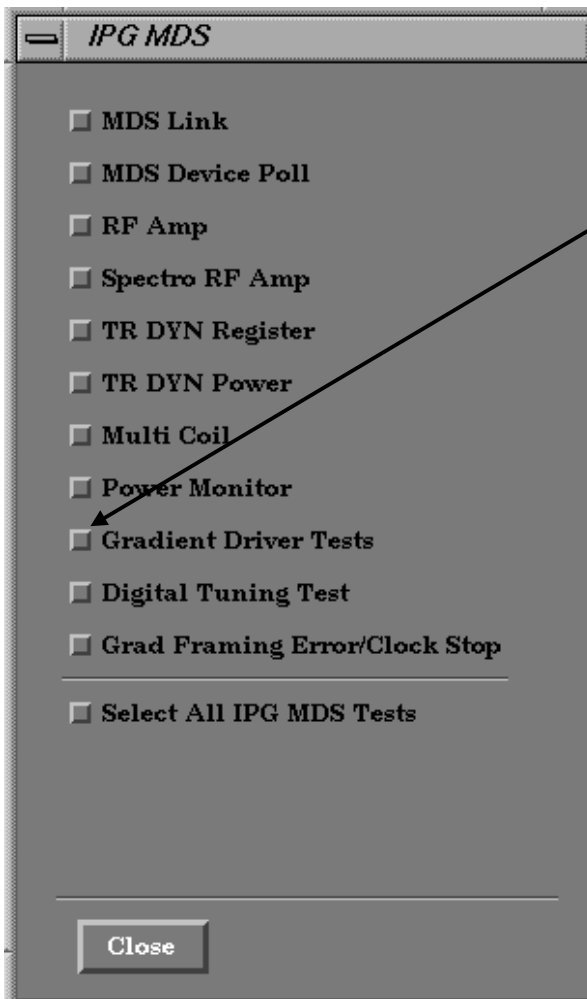 IPG MDS
MDS Link
MDS Device Poll
RF Amp
Spectro RF Amp
TR DYN Register
TR DYN Power
Multi Coil
Power Monitor
Gradient Driver Tests
Digital Tuning Test
Grad Framing Error/Clock Stop
Select All IPG MDS Tests
Close